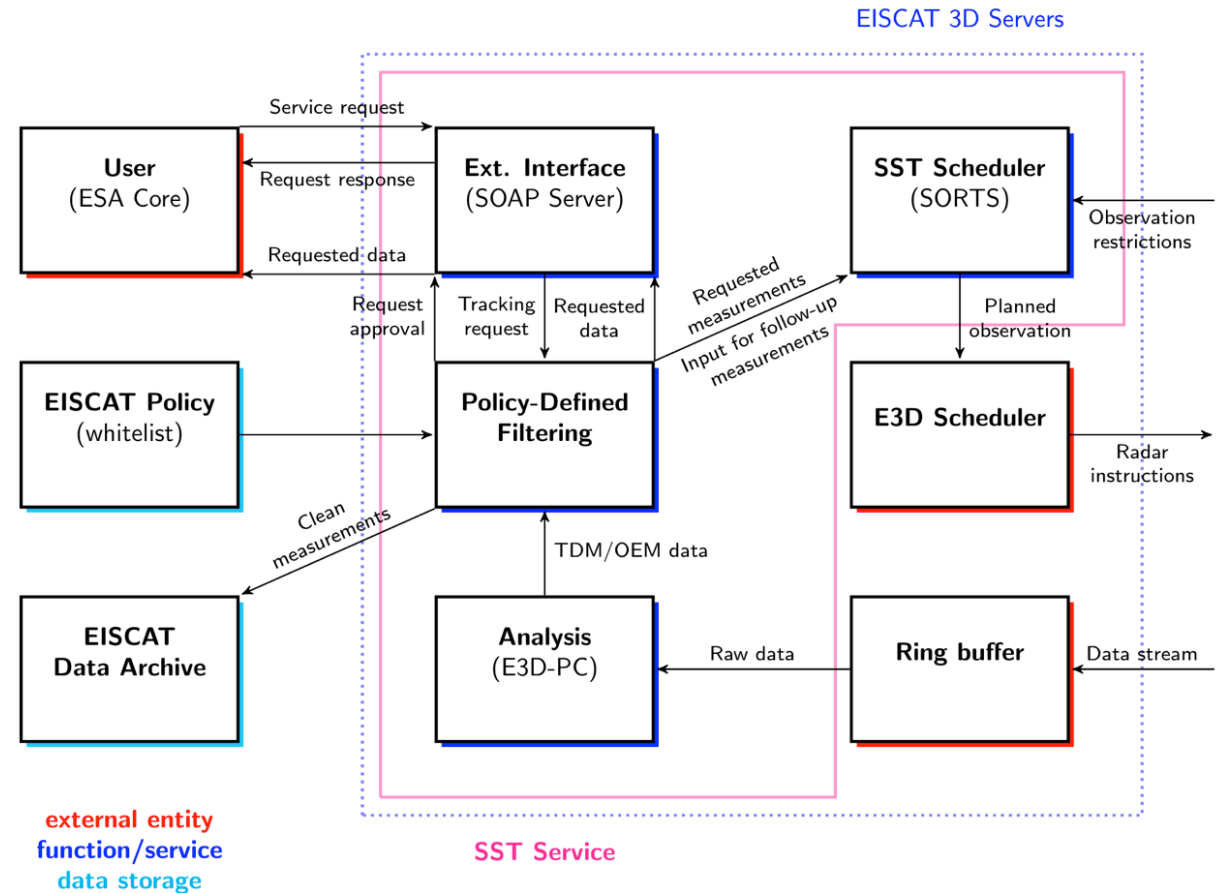 EISCAT 3D Servers
Service request
User
(ESA Core)
Request response
Ext. Interface
(SOAP Server)
SST Scheduler
(SORTS)
Observation
restrictions
Requested data
Request
approval
Tracking
request
Requested
data
Requested
measurements
Input for follow-up
measurements
Planned
observation
EISCAT Policy
(whitelist)
Policy-Defined
Filtering
E3D Scheduler
Radar
instructions
Clean
measurements
TDM/OEM data
EISCAT
Data Archive
Analysis
(E3D-PC)
Raw data
Ring buffer
Data stream
external entity
function/service
data storage
SST Service